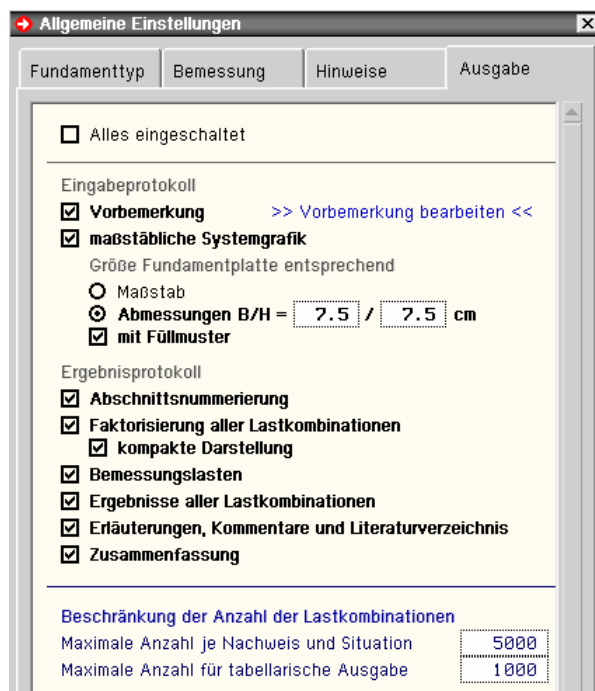 Allgemeine Einstellungen
Fundamenttyp Bemessung Hinweise Ausgabe
Alles eingeschaltet
Eingabeprotokoll
Vorbemerkung >> Vorbemerkung bearbeiten <<
maßstäbliche Systemgrafik
Größe Fundamentplatte entsprechend
Maßstab
Abmessungen B/H = 7.5 / 7.5 cm
mit Füllmuster
Ergebnisprotokoll
Abschnittsnummerierung
Faktorisierung aller Lastkombinationen
kompakte Darstellung
Bemessungslasten
Ergebnisse aller Lastkombinationen
Erläuterungen, Kommentare und Literaturverzeichnis
Zusammenfassung
Beschränkung der Anzahl der Lastkombinationen
Maximale Anzahl je Nachweis und Situation 5000
Maximale Anzahl für tabellarische Ausgabe 1000